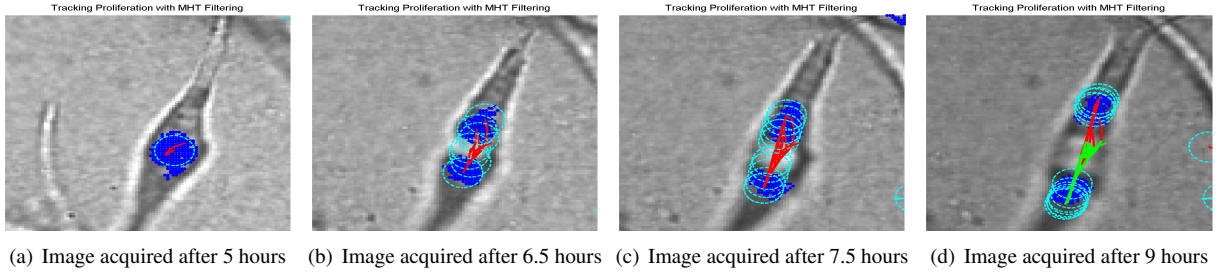 Tracking Proliferation with MHT Filtering Tracking Proliferation with MHT Filtering Tracking Proliferation with MHT Filtering Tracking Proliferation with MHT Filtering
(a) Image acquired after 5 hours (b) Image acquired after 6.5 hours (c) Image acquired after 7.5 hours (d) Image acquired after 9 hours